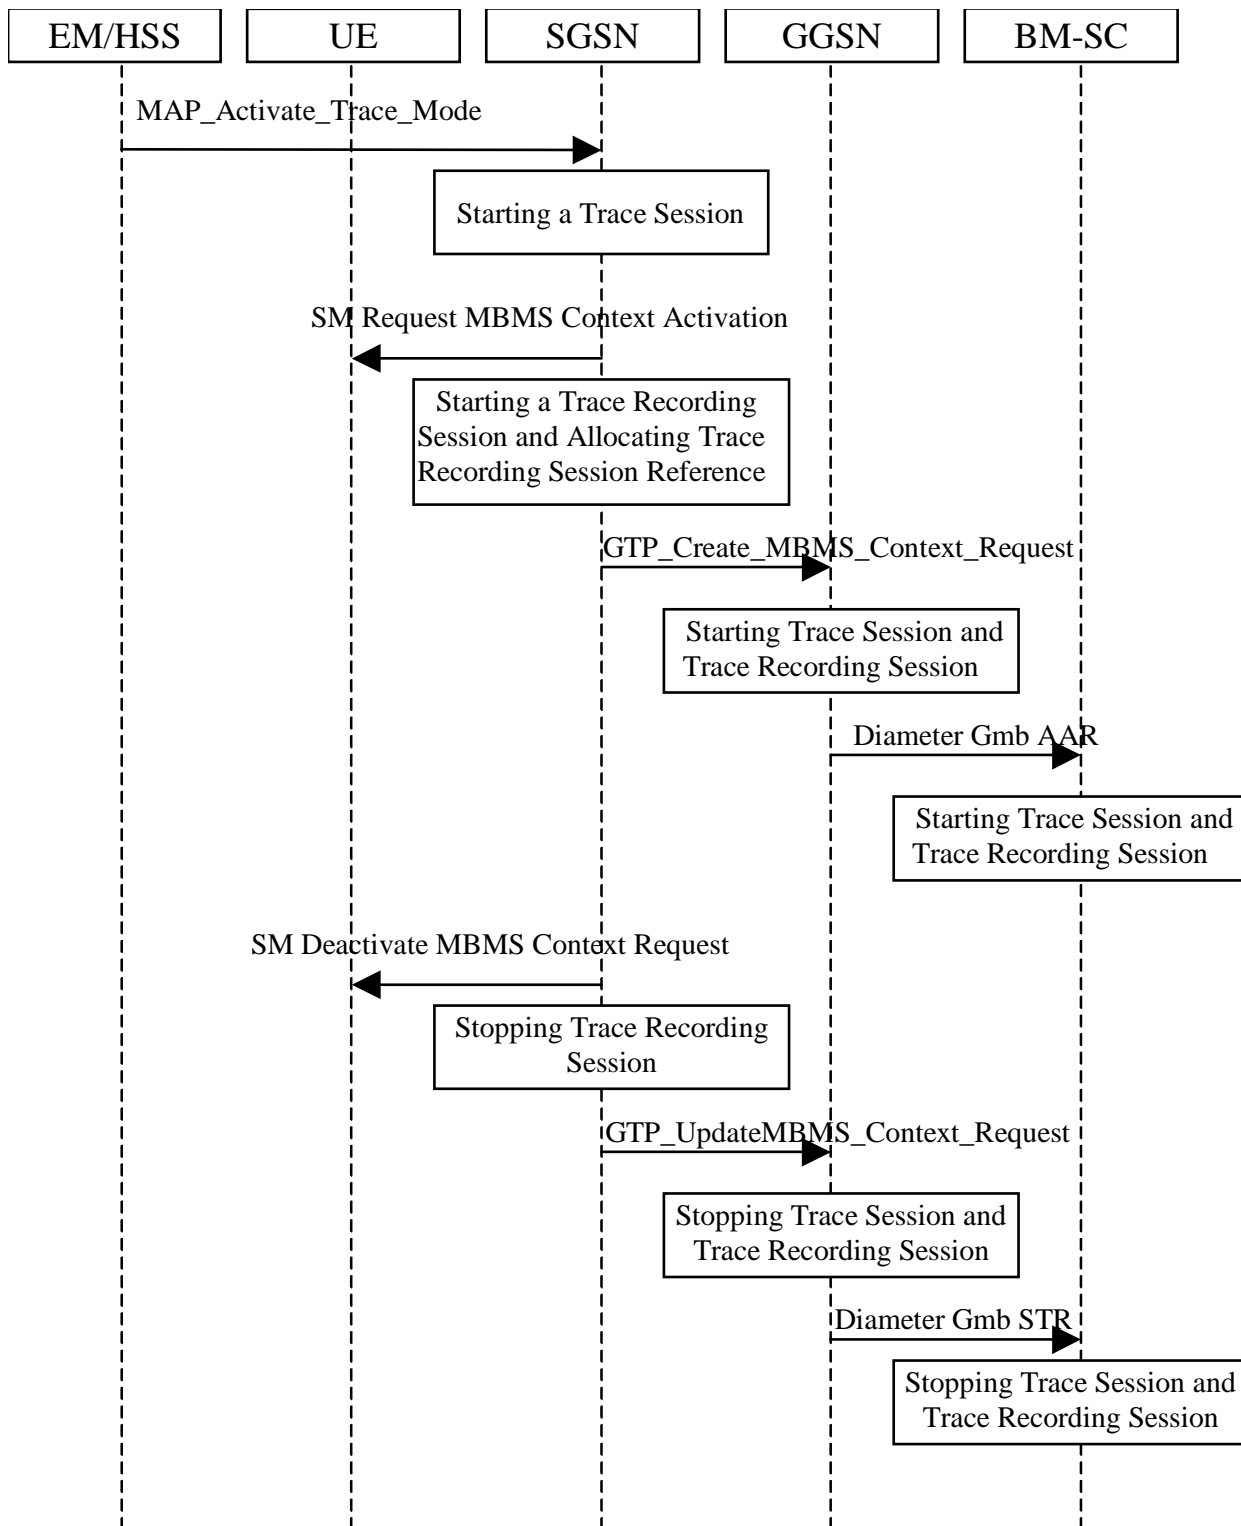 EM/HSS
UE
SGSN
GGSN
BM-SC
MAP_Activate_Trace_Mode
Starting a Trace Session
SM Request MBMS Context Activation
Starting a Trace Recording
Session and Allocating Trace
Recording Session Reference
GTP_Create_MBMS_Context_Request
Starting Trace Session and
Trace Recording Session
Diameter Gmb AAR
Starting Trace Session and
Trace Recording Session
SM Deactivate MBMS Context Request
Stopping Trace Recording
Session
GTP_UpdateMBMS_Context_Request
Stopping Trace Session and
Trace Recording Session
Diameter Gmb STR
Stopping Trace Session and
Trace Recording Session